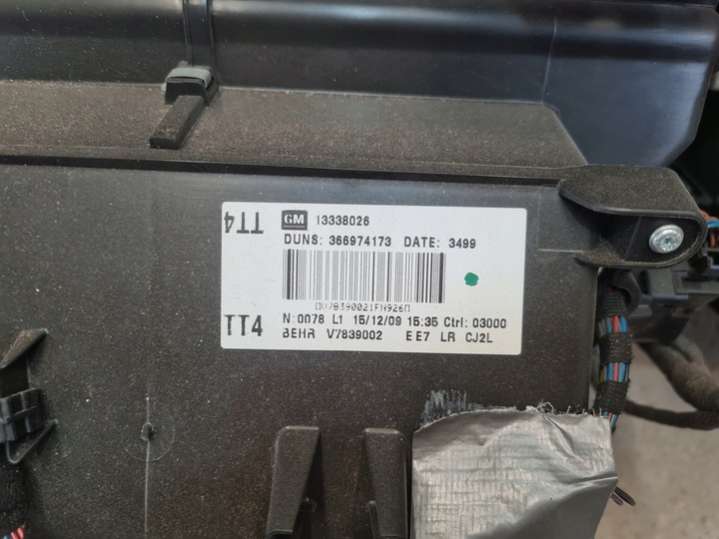 TT4
GM 13338026
DUNS: 366974173 DATE: 3499
TT4
N:0078 L1 15/12/09 15:35 Ctrl: 03000
BEHR V7839002 EE7 LR CJ2L